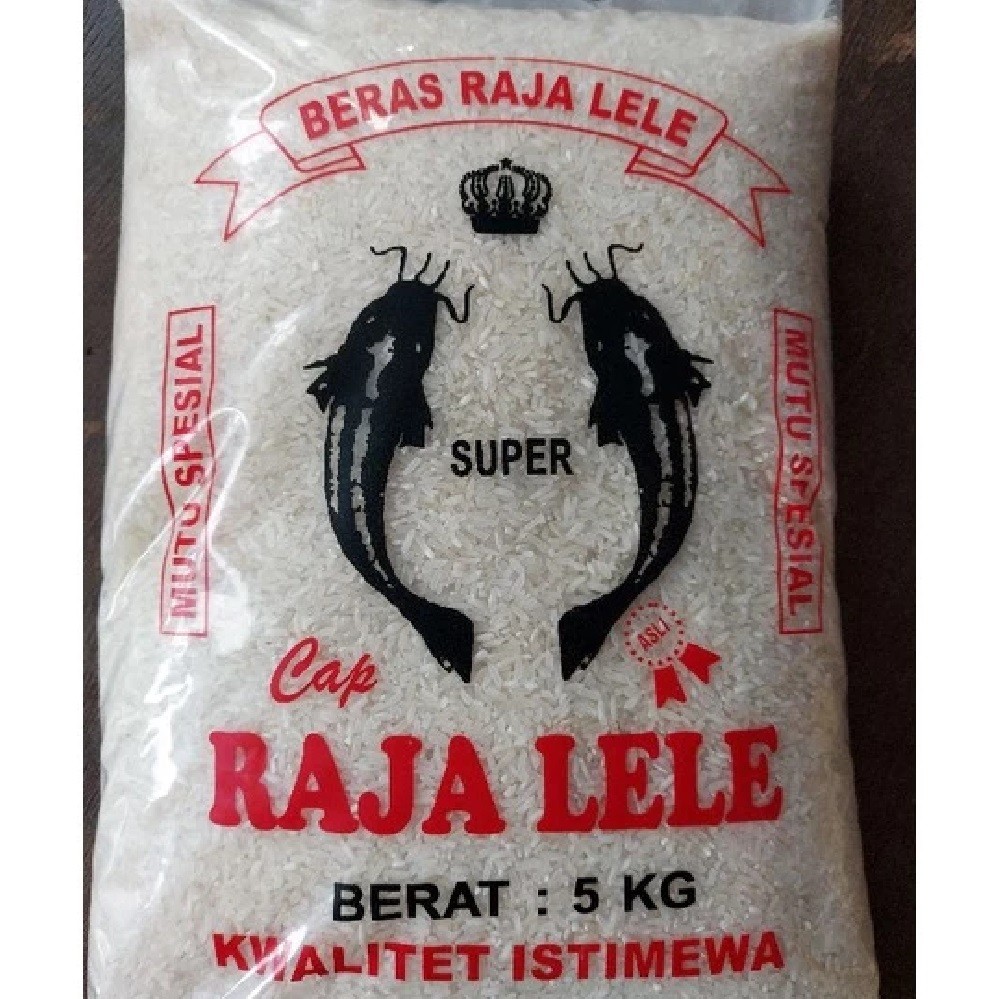 BERAS RAJA LELE
MUTU SPESIAL
SUPER
MUTU SPESIAL
ASLI
Cap
RAJA LELE
BERAT : 5 KG
KWALITET ISTIMEWA